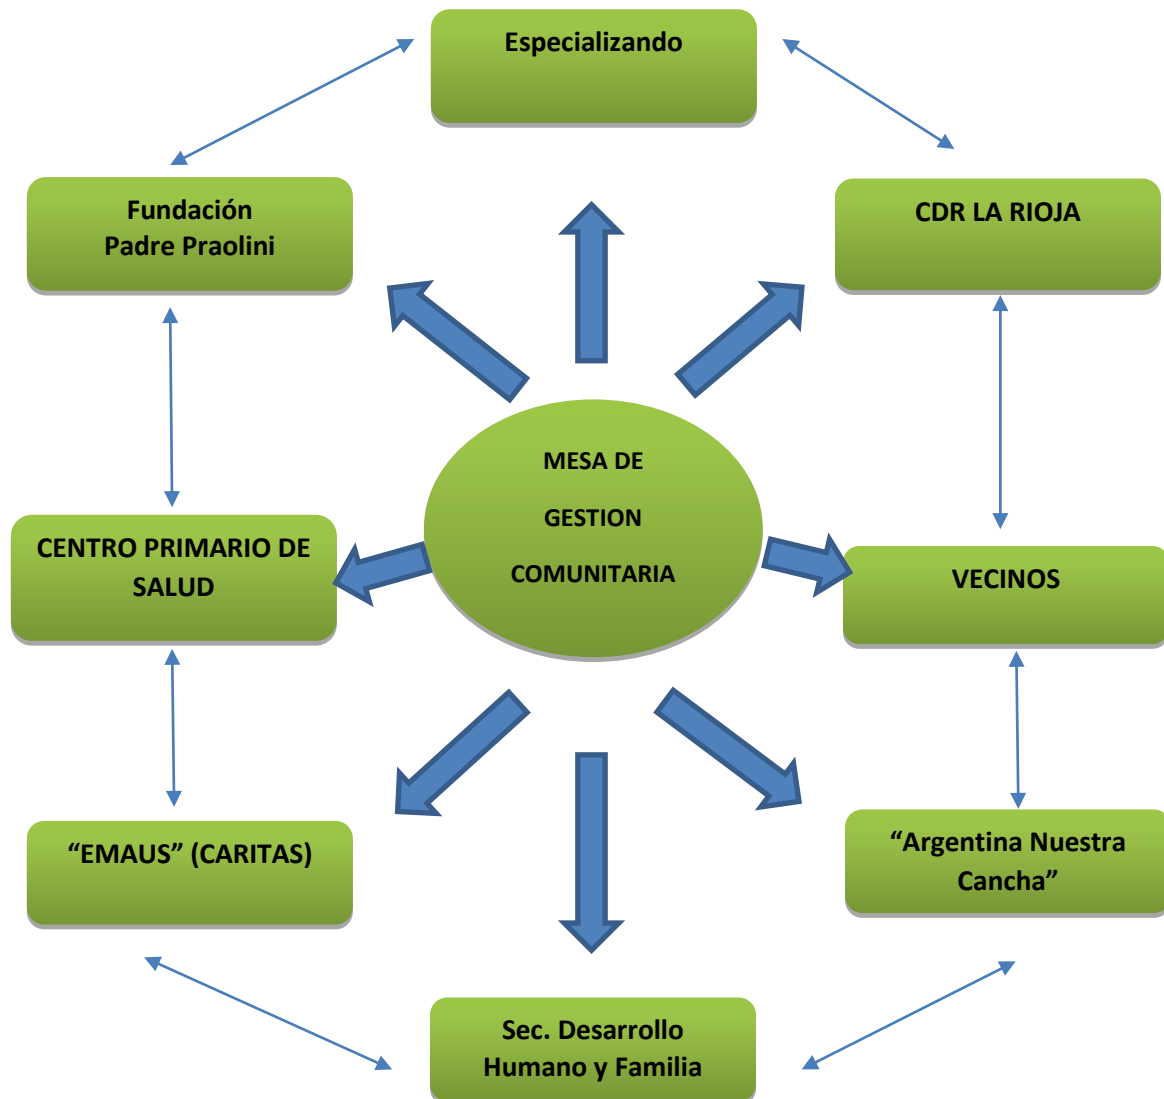 Especializando
Fundación
Padre Praolini
CDR LA RIOJA
MESA DE
GESTION
COMUNITARIA
CENTRO PRIMARIO DE
SALUD
VECINOS
“EMAUS” (CARITAS)
“Argentina Nuestra
Cancha”
Sec. Desarrollo
Humano y Familia